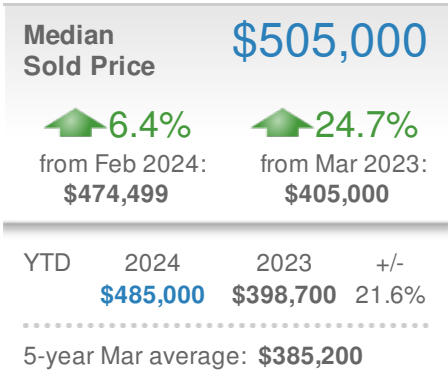 Median
Sold Price
$505,000
6.4%
24.7%
from Feb 2024:
from Mar 2023:
$474,499
$405,000
YTD 2024 2023 +/-
$485,000 $398,700 21.6%
5-year Mar average: $385,200